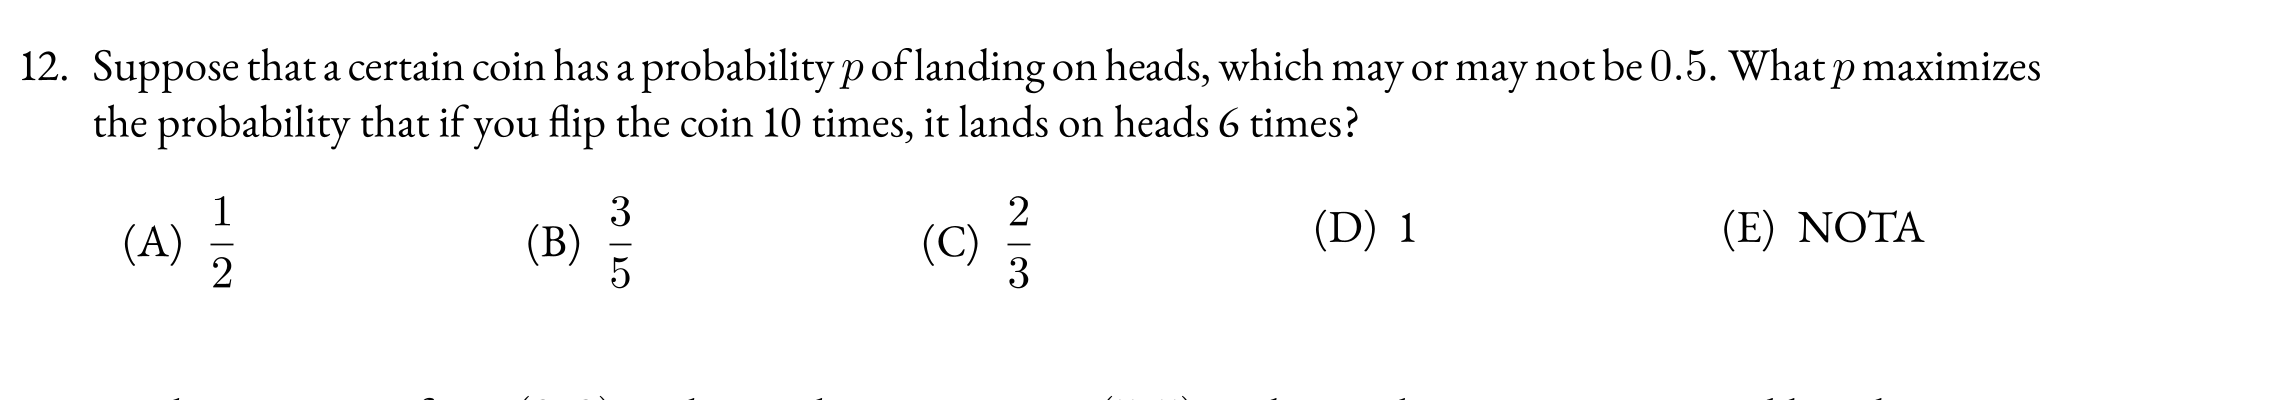 12. Suppose that a certain coin has a probability p of landing on heads, which may or may not be 0.5. What p maximizes
the probability that if you flip the coin 10 times, it lands on heads 6 times?
(A) 1/2 (B) 3/5 (C) 2/3 (D) 1 (E) NOTA